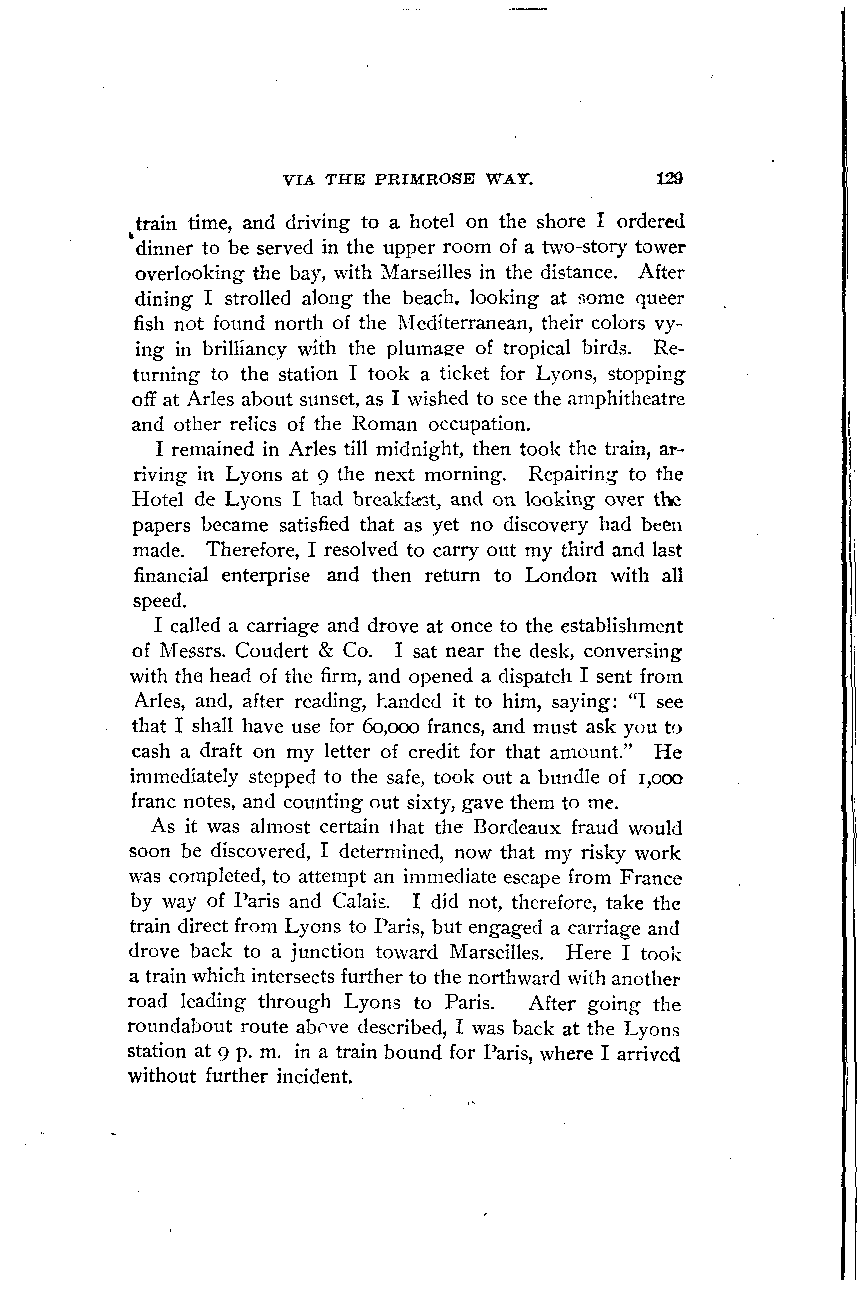 VIA THE PRIMROSE WAY. 129
train time, and driving to a hotel on the shore I ordered
dinner to be served in the upper room of a two-story tower
overlooking the bay, with Marseilles in the distance. After
dining I strolled along the beach, looking at some queer
fish not found north of the Mediterranean, their colors vy-
ing in brilliancy with the plumage of tropical birds. Re-
turning to the station I took a ticket for Lyons, stopping
off at Arles about sunset, as I wished to see the amphitheatre
and other relics of the Roman occupation.
I remained in Arles till midnight, then took the train, ar-
riving in Lyons at 9 the next morning. Repairing to the
Hotel de Lyons I had breakfast, and on looking over the
papers became satisfied that as yet no discovery had been
made. Therefore, I resolved to carry out my third and last
financial enterprise and then return to London with all
speed.
I called a carriage and drove at once to the establishment
of Messrs. Coudert & Co. I sat near the desk, conversing
with the head of the firm, and opened a dispatch I sent from
Arles, and, after reading, handed it to him, saying: "I see
that I shall have use for 60,000 francs, and must ask you to
cash a draft on my letter of credit for that amount." He
immediately stepped to the safe, took out a bundle of 1,000
franc notes, and counting out sixty, gave them to me.
As it was almost certain that the Bordeaux fraud would
soon be discovered, I determined, now that my risky work
was completed, to attempt an immediate escape from France
by way of Paris and Calais. I did not, therefore, take the
train direct from Lyons to Paris, but engaged a carriage and
drove back to a junction toward Marseilles. Here I took
a train which intersects further to the northward with another
road leading through Lyons to Paris. After going the
roundabout route above described, I was back at the Lyons
station at 9 p. m. in a train bound for Paris, where I arrived
without further incident.